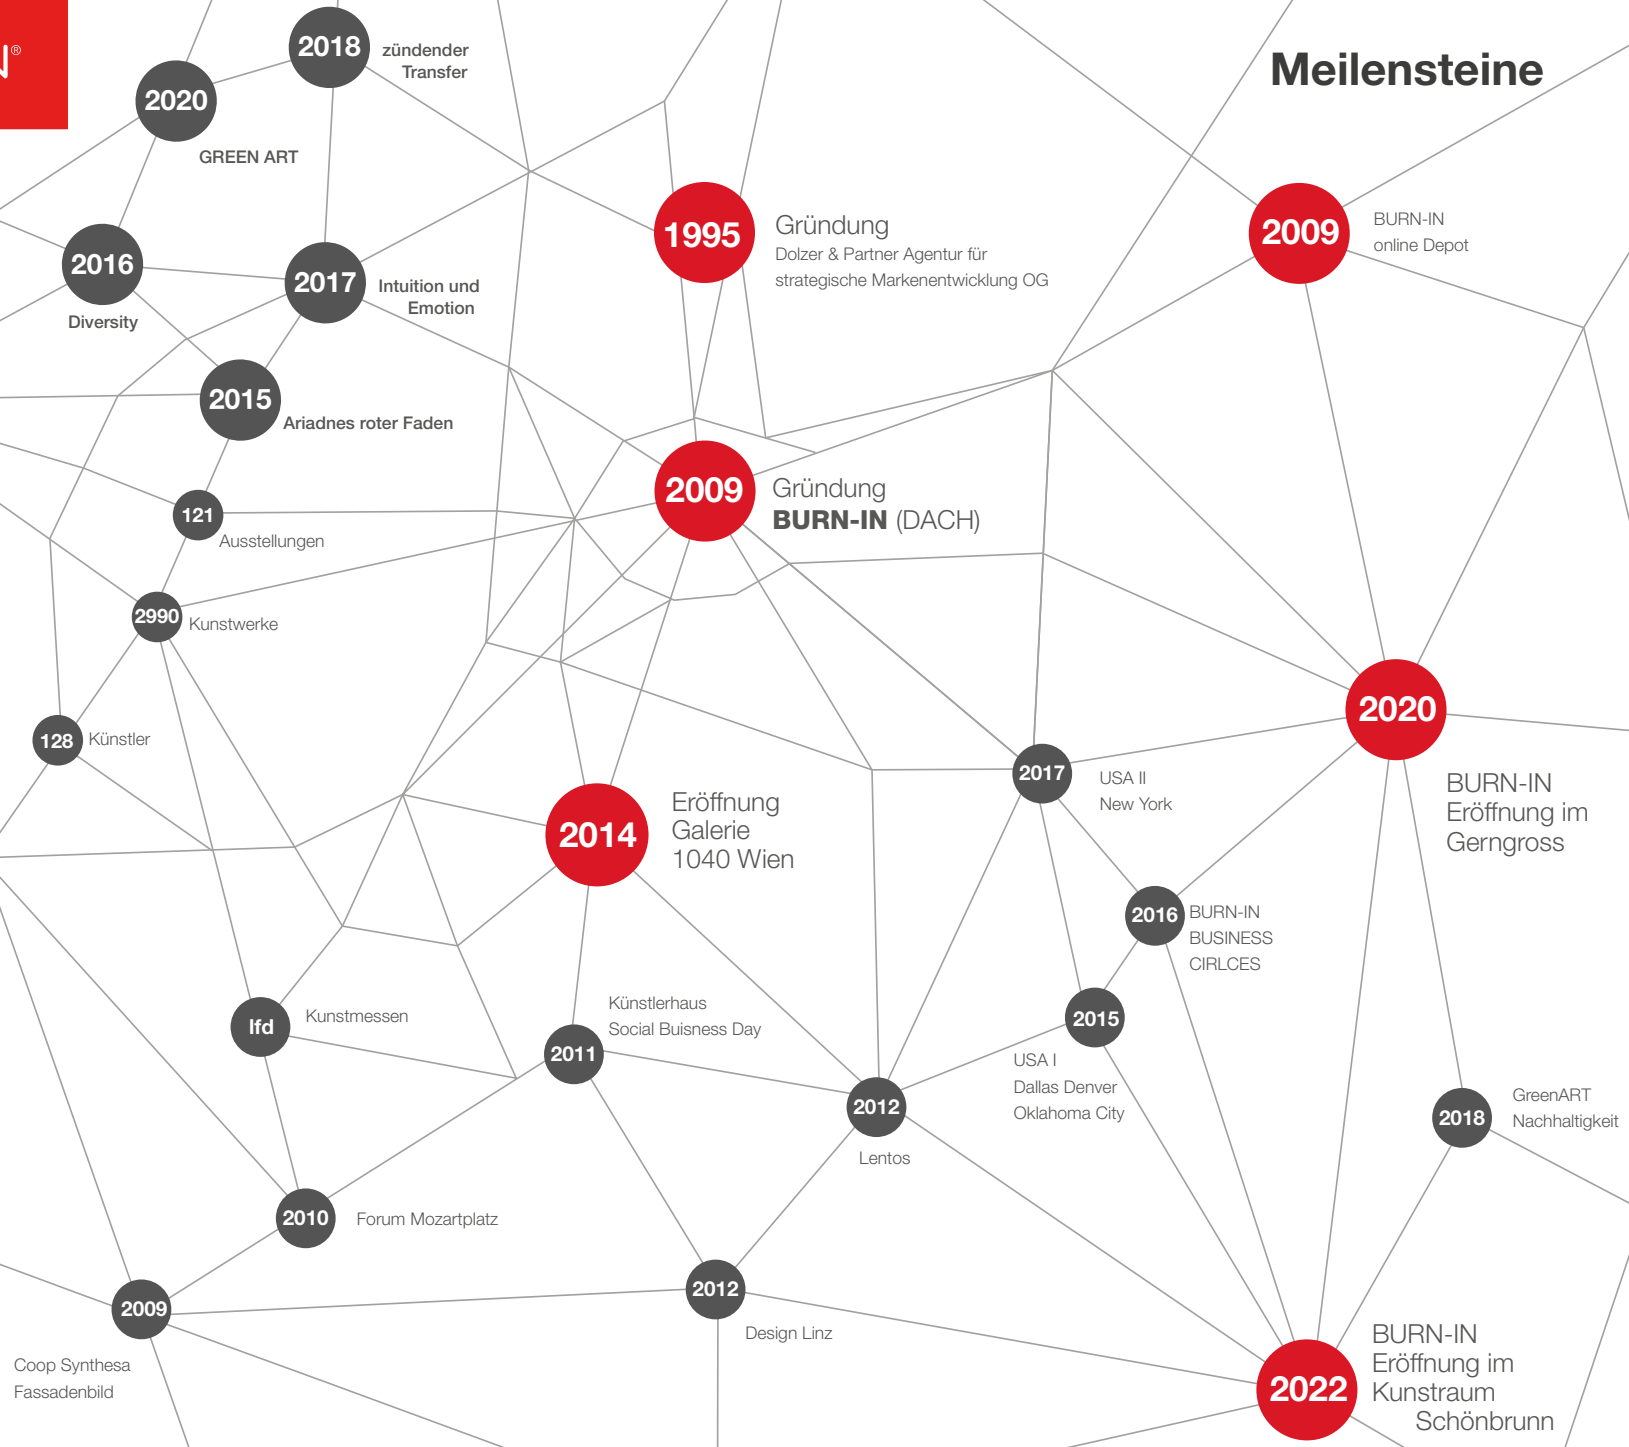 N®
Meilensteine
2018
zündender
Transfer
2020
GREEN ART
2016
Diversity
2017
Intuition und
Emotion
2015
Ariadnes roter Faden
121
Ausstellungen
2990
Kunstwerke
128
Künstler
1995
Gründung
Dolzer & Partner Agentur für
strategische Markenentwicklung OG
2009
BURN-IN
online Depot
2009
Gründung
BURN-IN (DACH)
2020
BURN-IN
Eröffnung im
Gerngross
2014
Eröffnung
Galerie
1040 Wien
2017
USA II
New York
2016
BURN-IN
BUSINESS
CIRLCES
2015
USA I
Dallas Denver
Oklahoma City
lfd
Kunstmessen
2011
Künstlerhaus
Social Buisness Day
2012
Lentos
2018
GreenART
Nachhaltigkeit
2010
Forum Mozartplatz
2009
Coop Synthesa
Fassadenbild
2012
Design Linz
2022
BURN-IN
Eröffnung im
Kunstraum
Schönbrunn